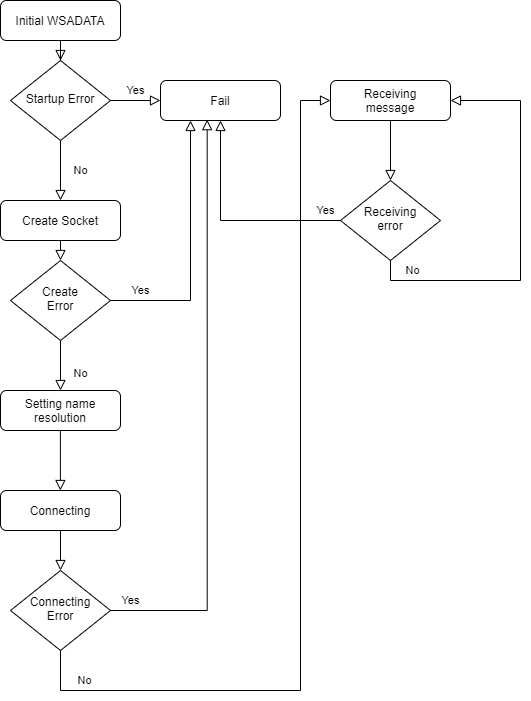 Initial WSADATA
Startup Error
Yes
Fail
Receiving
message
No
Create Socket
Yes
Receiving
error
No
Create
Error
Yes
No
Setting name
resolution
Connecting
Connecting
Error
Yes
No